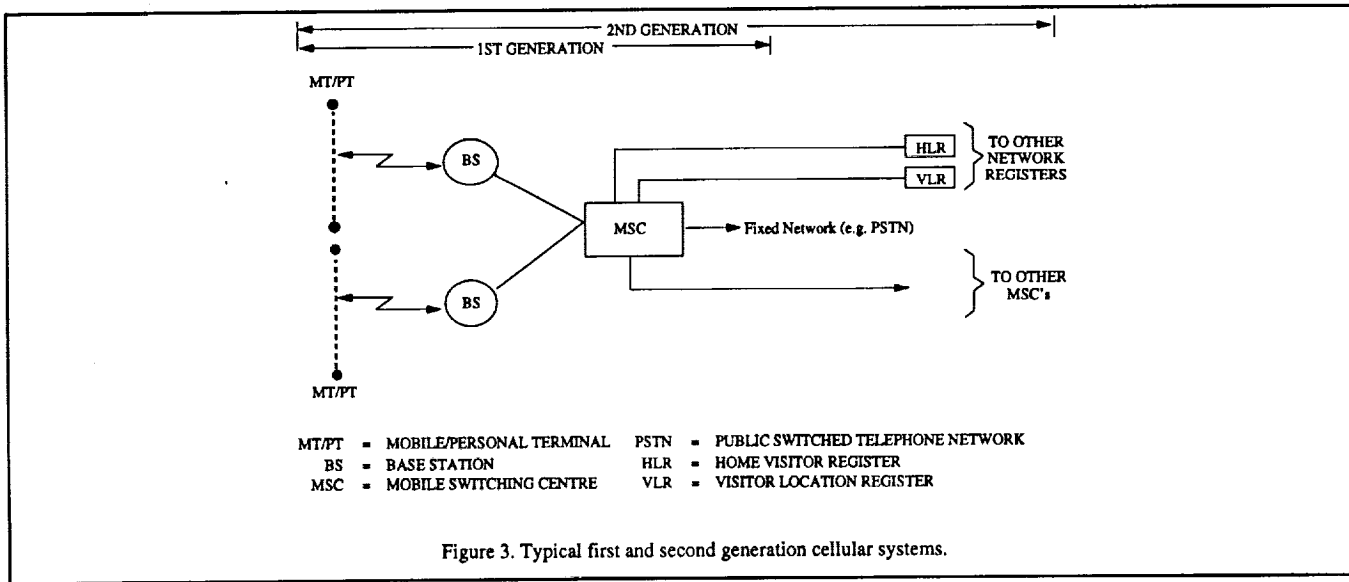 2ND GENERATION
1ST GENERATION
MT/PT
BS
HLR
VLR
TO OTHER
NETWORK
REGISTERS
MSC
Fixed Network (e.g. PSTN)
BS
TO OTHER
MSC's
MT/PT
MT/PT = MOBILE/PERSONAL TERMINAL PSTN = PUBLIC SWITCHED TELEPHONE NETWORK
BS = BASE STATION HLR = HOME VISITOR REGISTER
MSC = MOBILE SWITCHING CENTRE VLR = VISITOR LOCATION REGISTER
Figure 3. Typical first and second generation cellular systems.